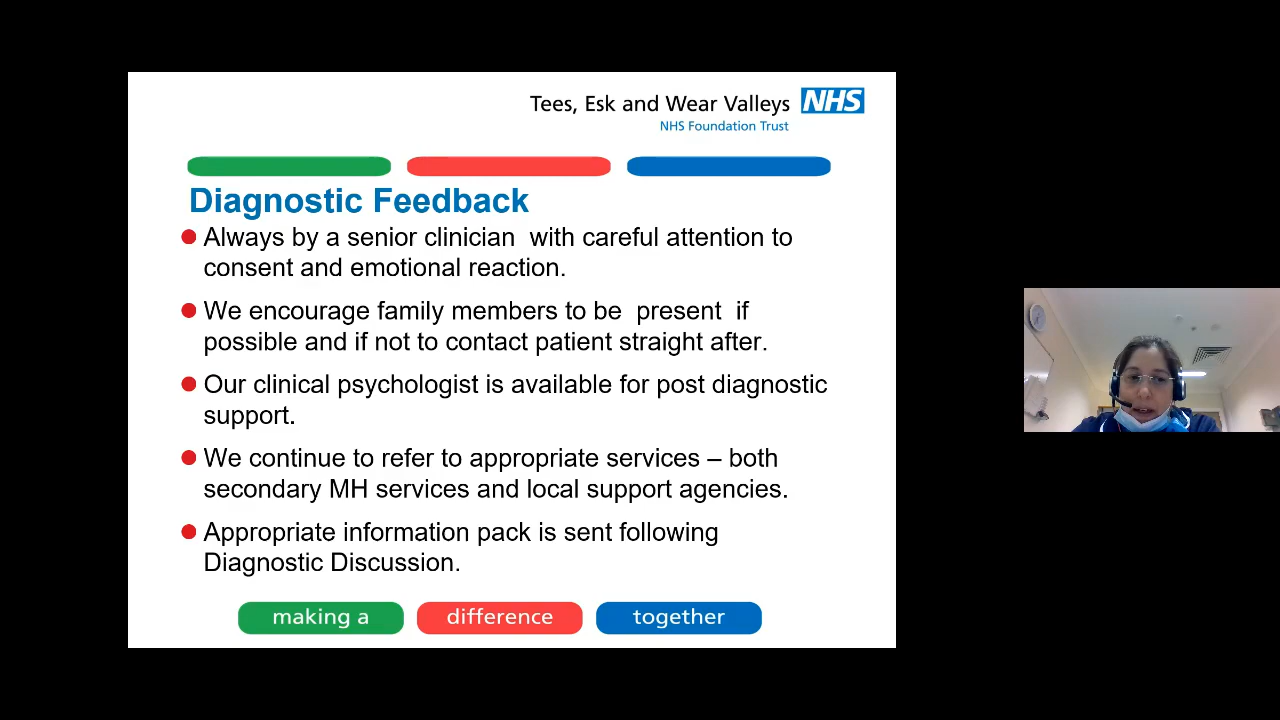 Tees, Esk and Wear Valleys NHS
NHS Foundation Trust
Diagnostic Feedback
Always by a senior clinician with careful attention to
consent and emotional reaction.
We encourage family members to be present if
possible and if not to contact patient straight after.
Our clinical psychologist is available for post diagnostic
support.
We continue to refer to appropriate services – both
secondary MH services and local support agencies.
Appropriate information pack is sent following
Diagnostic Discussion.
making a difference together